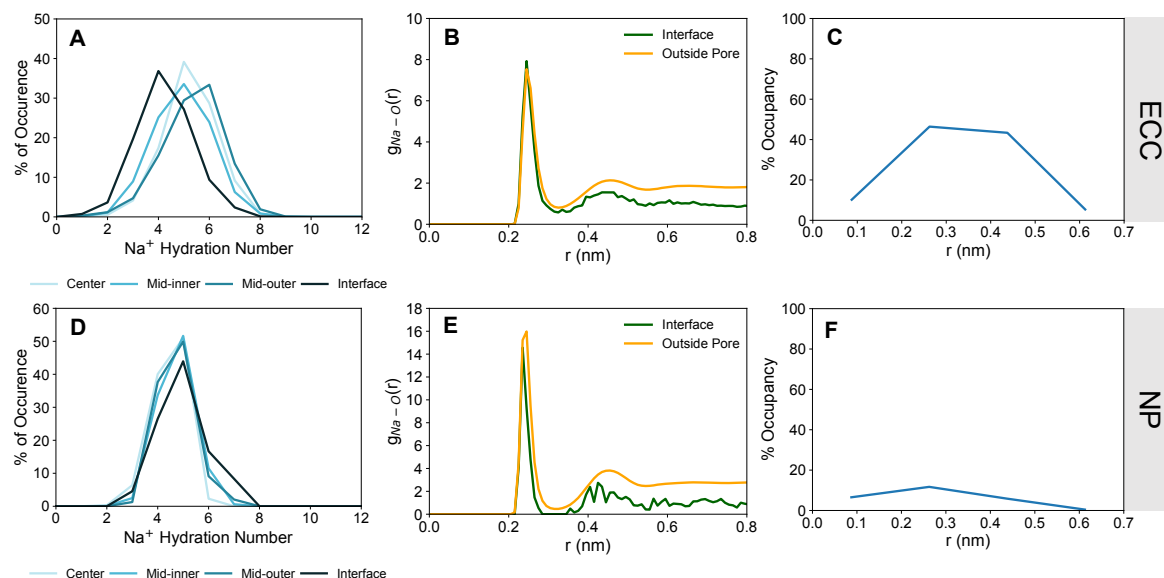 A
50
40
30
20
10
0
% of Occurence
0 2 4 6 8 10 12
Na+ Hydration Number
B
10
8
6
4
2
0
gNa−O(r)
Interface
Outside Pore
0.0 0.2 0.4 0.6 0.8
r (nm)
C
100
80
60
40
20
0
% Occupancy
0.0 0.1 0.2 0.3 0.4 0.5 0.6 0.7
r (nm)
ECC
Center Mid-inner Mid-outer Interface
D
60
50
40
30
20
10
0
% of Occurence
0 2 4 6 8 10 12
Na+ Hydration Number
E
18
16
14
12
10
8
6
4
2
0
gNa−O(r)
Interface
Outside Pore
0.0 0.2 0.4 0.6 0.8
r (nm)
F
100
80
60
40
20
0
% Occupancy
0.0 0.1 0.2 0.3 0.4 0.5 0.6 0.7
r (nm)
NP
Center Mid-inner Mid-outer Interface